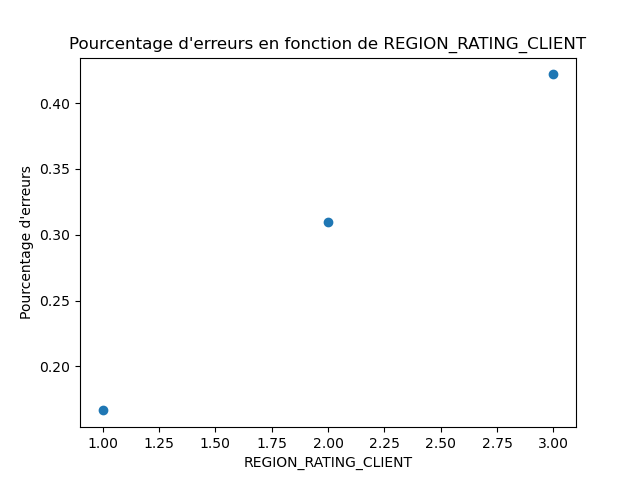 Pourcentage d'erreurs en fonction de REGION_RATING_CLIENT
Pourcentage d'erreurs
0.40
0.35
0.30
0.25
0.20
1.00 1.25 1.50 1.75 2.00 2.25 2.50 2.75 3.00
REGION_RATING_CLIENT